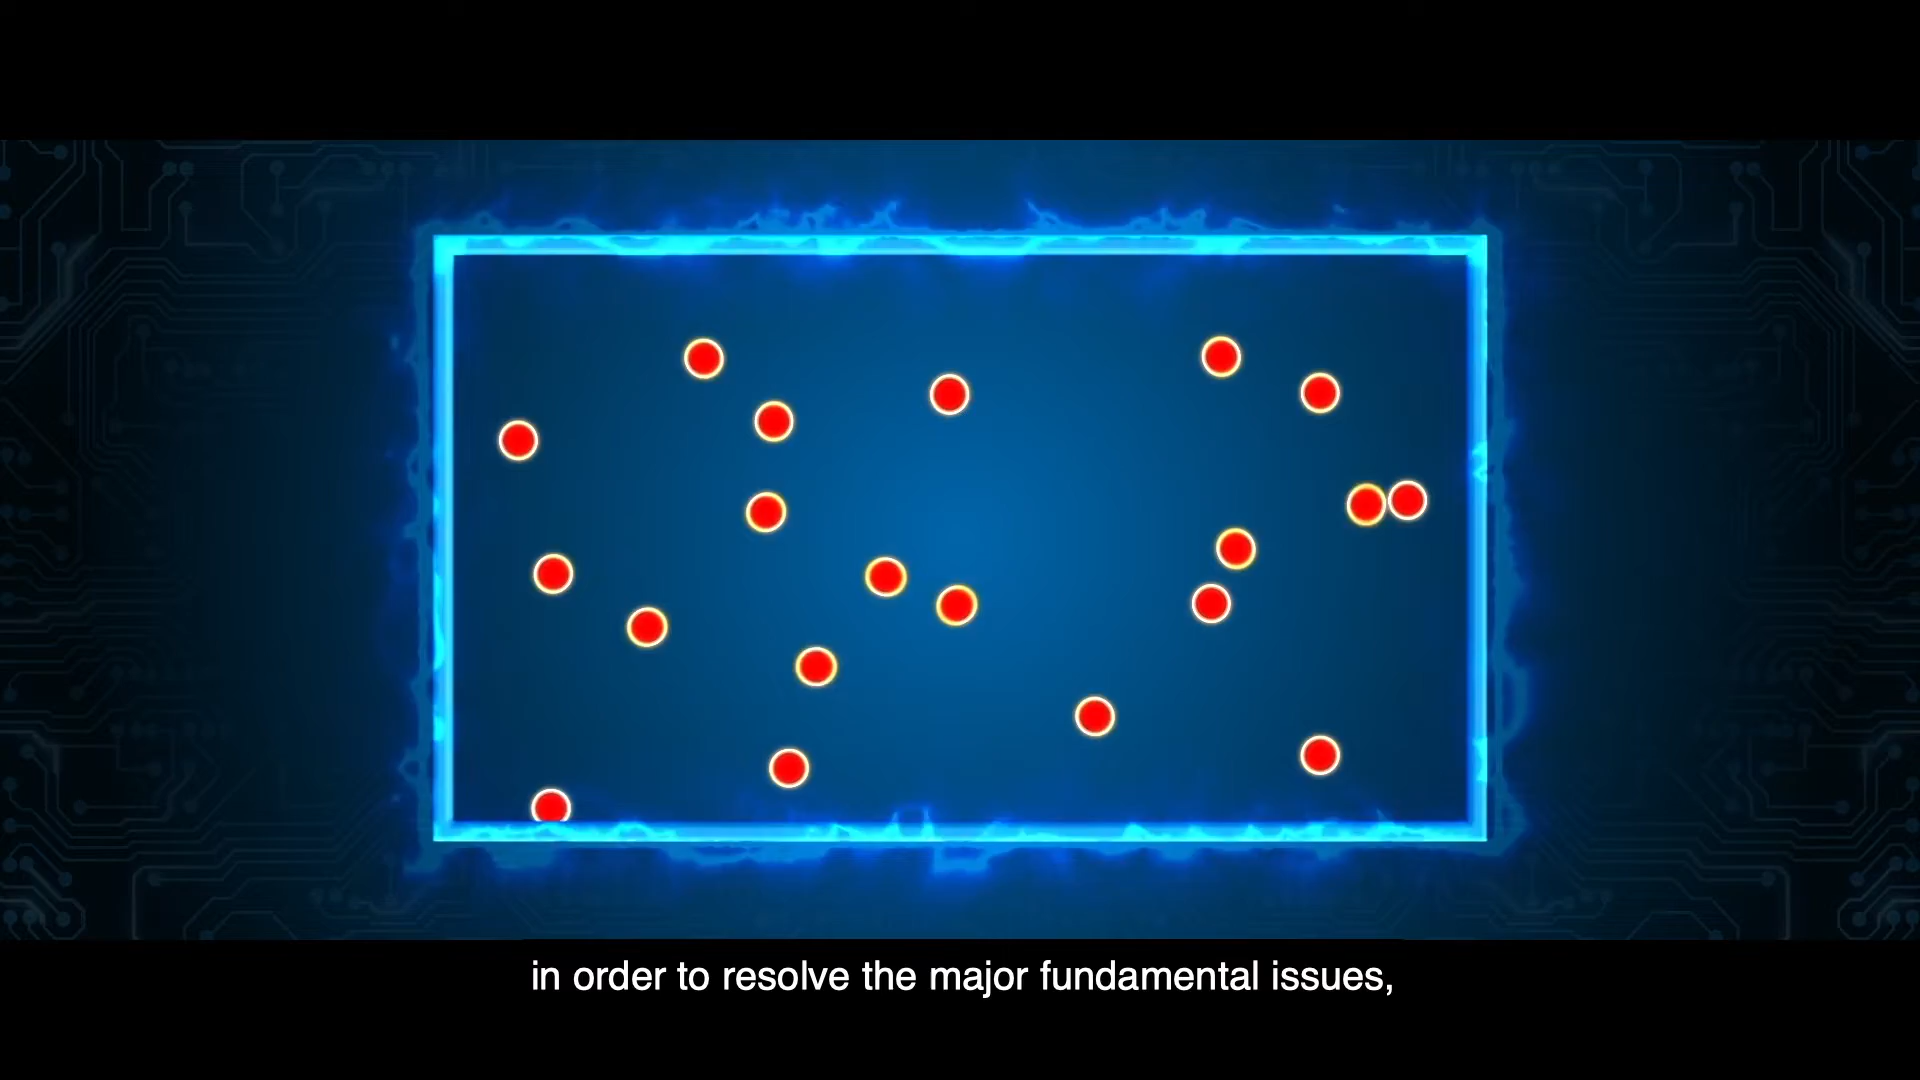 in order to resolve the major fundamental issues,